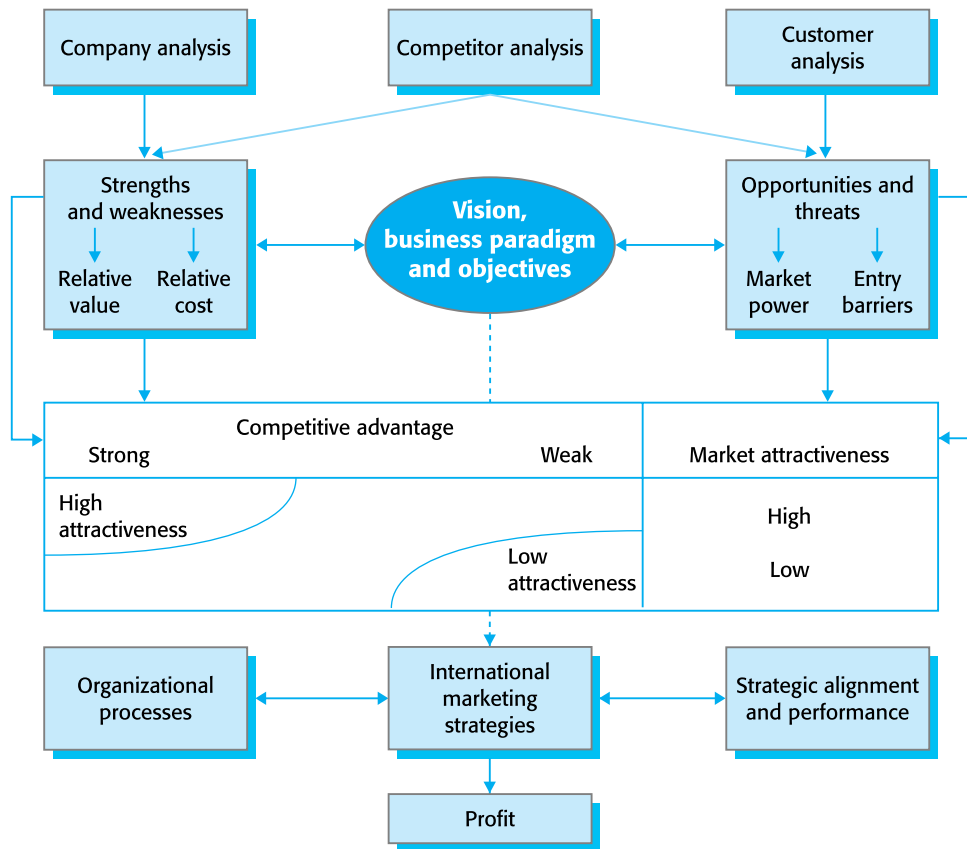 Company analysis
Competitor analysis
Customer
analysis
Strengths
and weaknesses
Relative
value
Relative
cost
Vision,
business paradigm
and objectives
Opportunities and
threats
Market
power
Entry
barriers
Competitive advantage
Strong
Weak
Market attractiveness
High
attractiveness
Low
attractiveness
High
Low
Organizational
processes
International
marketing
strategies
Strategic alignment
and performance
Profit